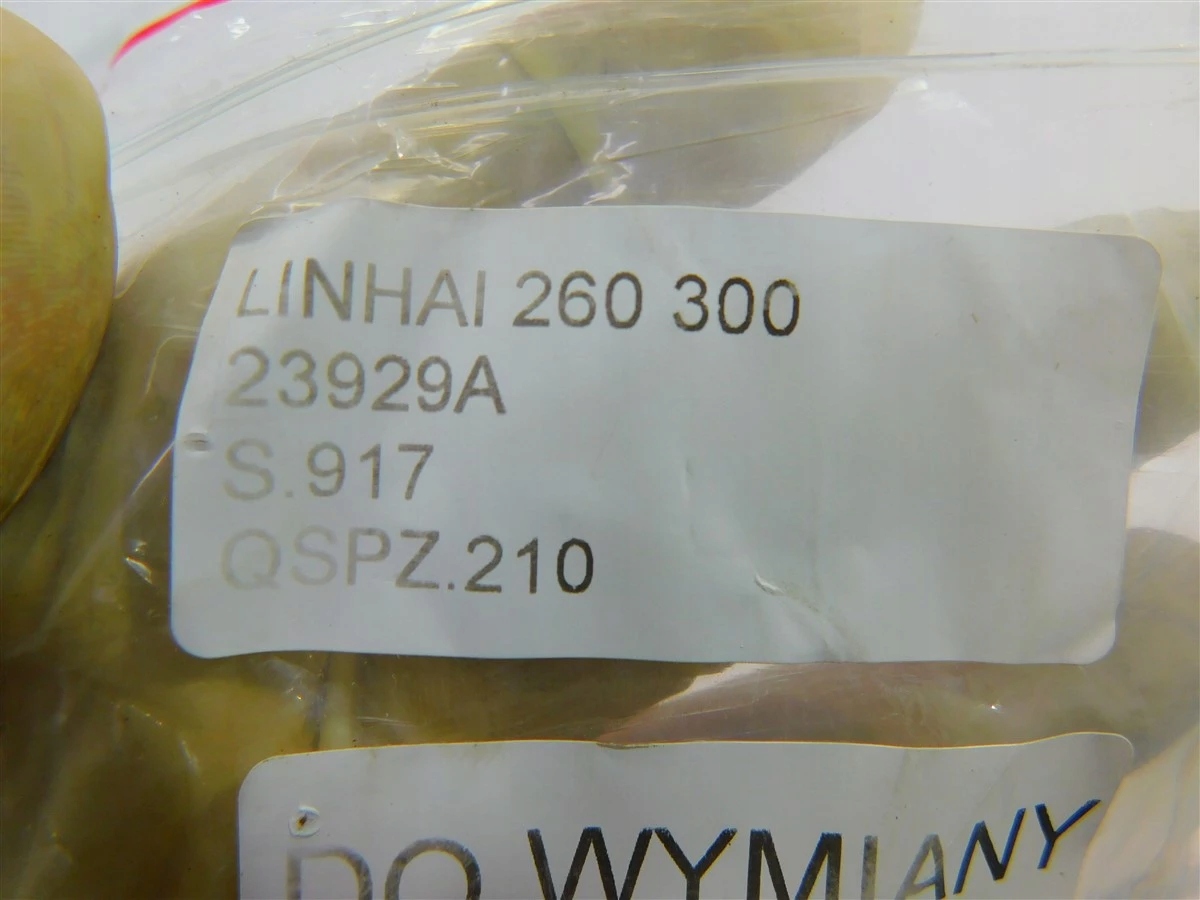 LINHAI 260 300
23929A
S.917
QSPZ.210
DO WYMIANY